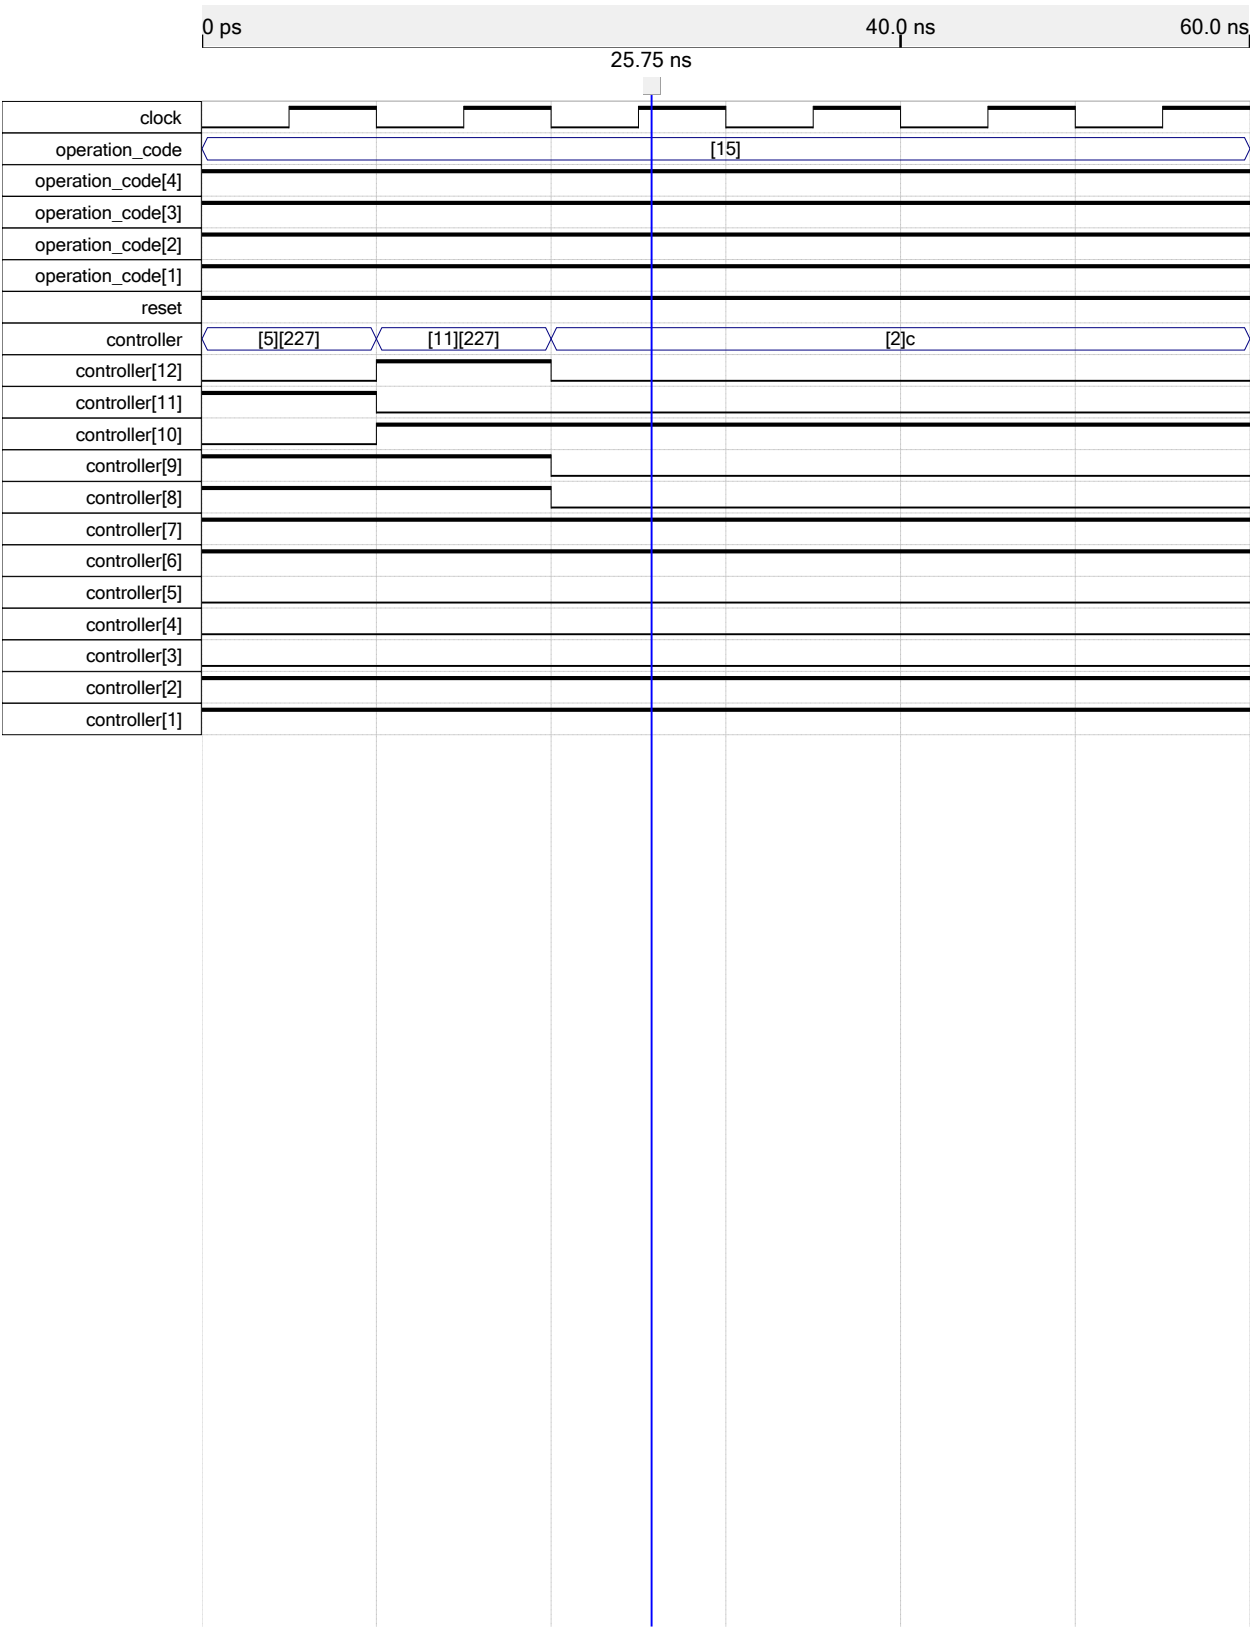 0 ps 40.0 ns 60.0 ns
25.75 ns
clock
operation_code [15]
operation_code[4]
operation_code[3]
operation_code[2]
operation_code[1]
reset
controller [5][227] [11][227] [2]c
controller[12]
controller[11]
controller[10]
controller[9]
controller[8]
controller[7]
controller[6]
controller[5]
controller[4]
controller[3]
controller[2]
controller[1]